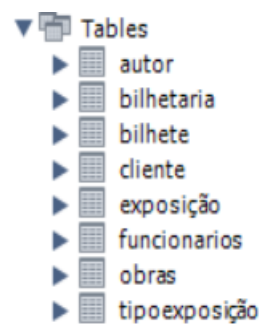 Tables
autor
bilhetaria
bilhete
cliente
exposição
funcionarios
obras
tipoexposição